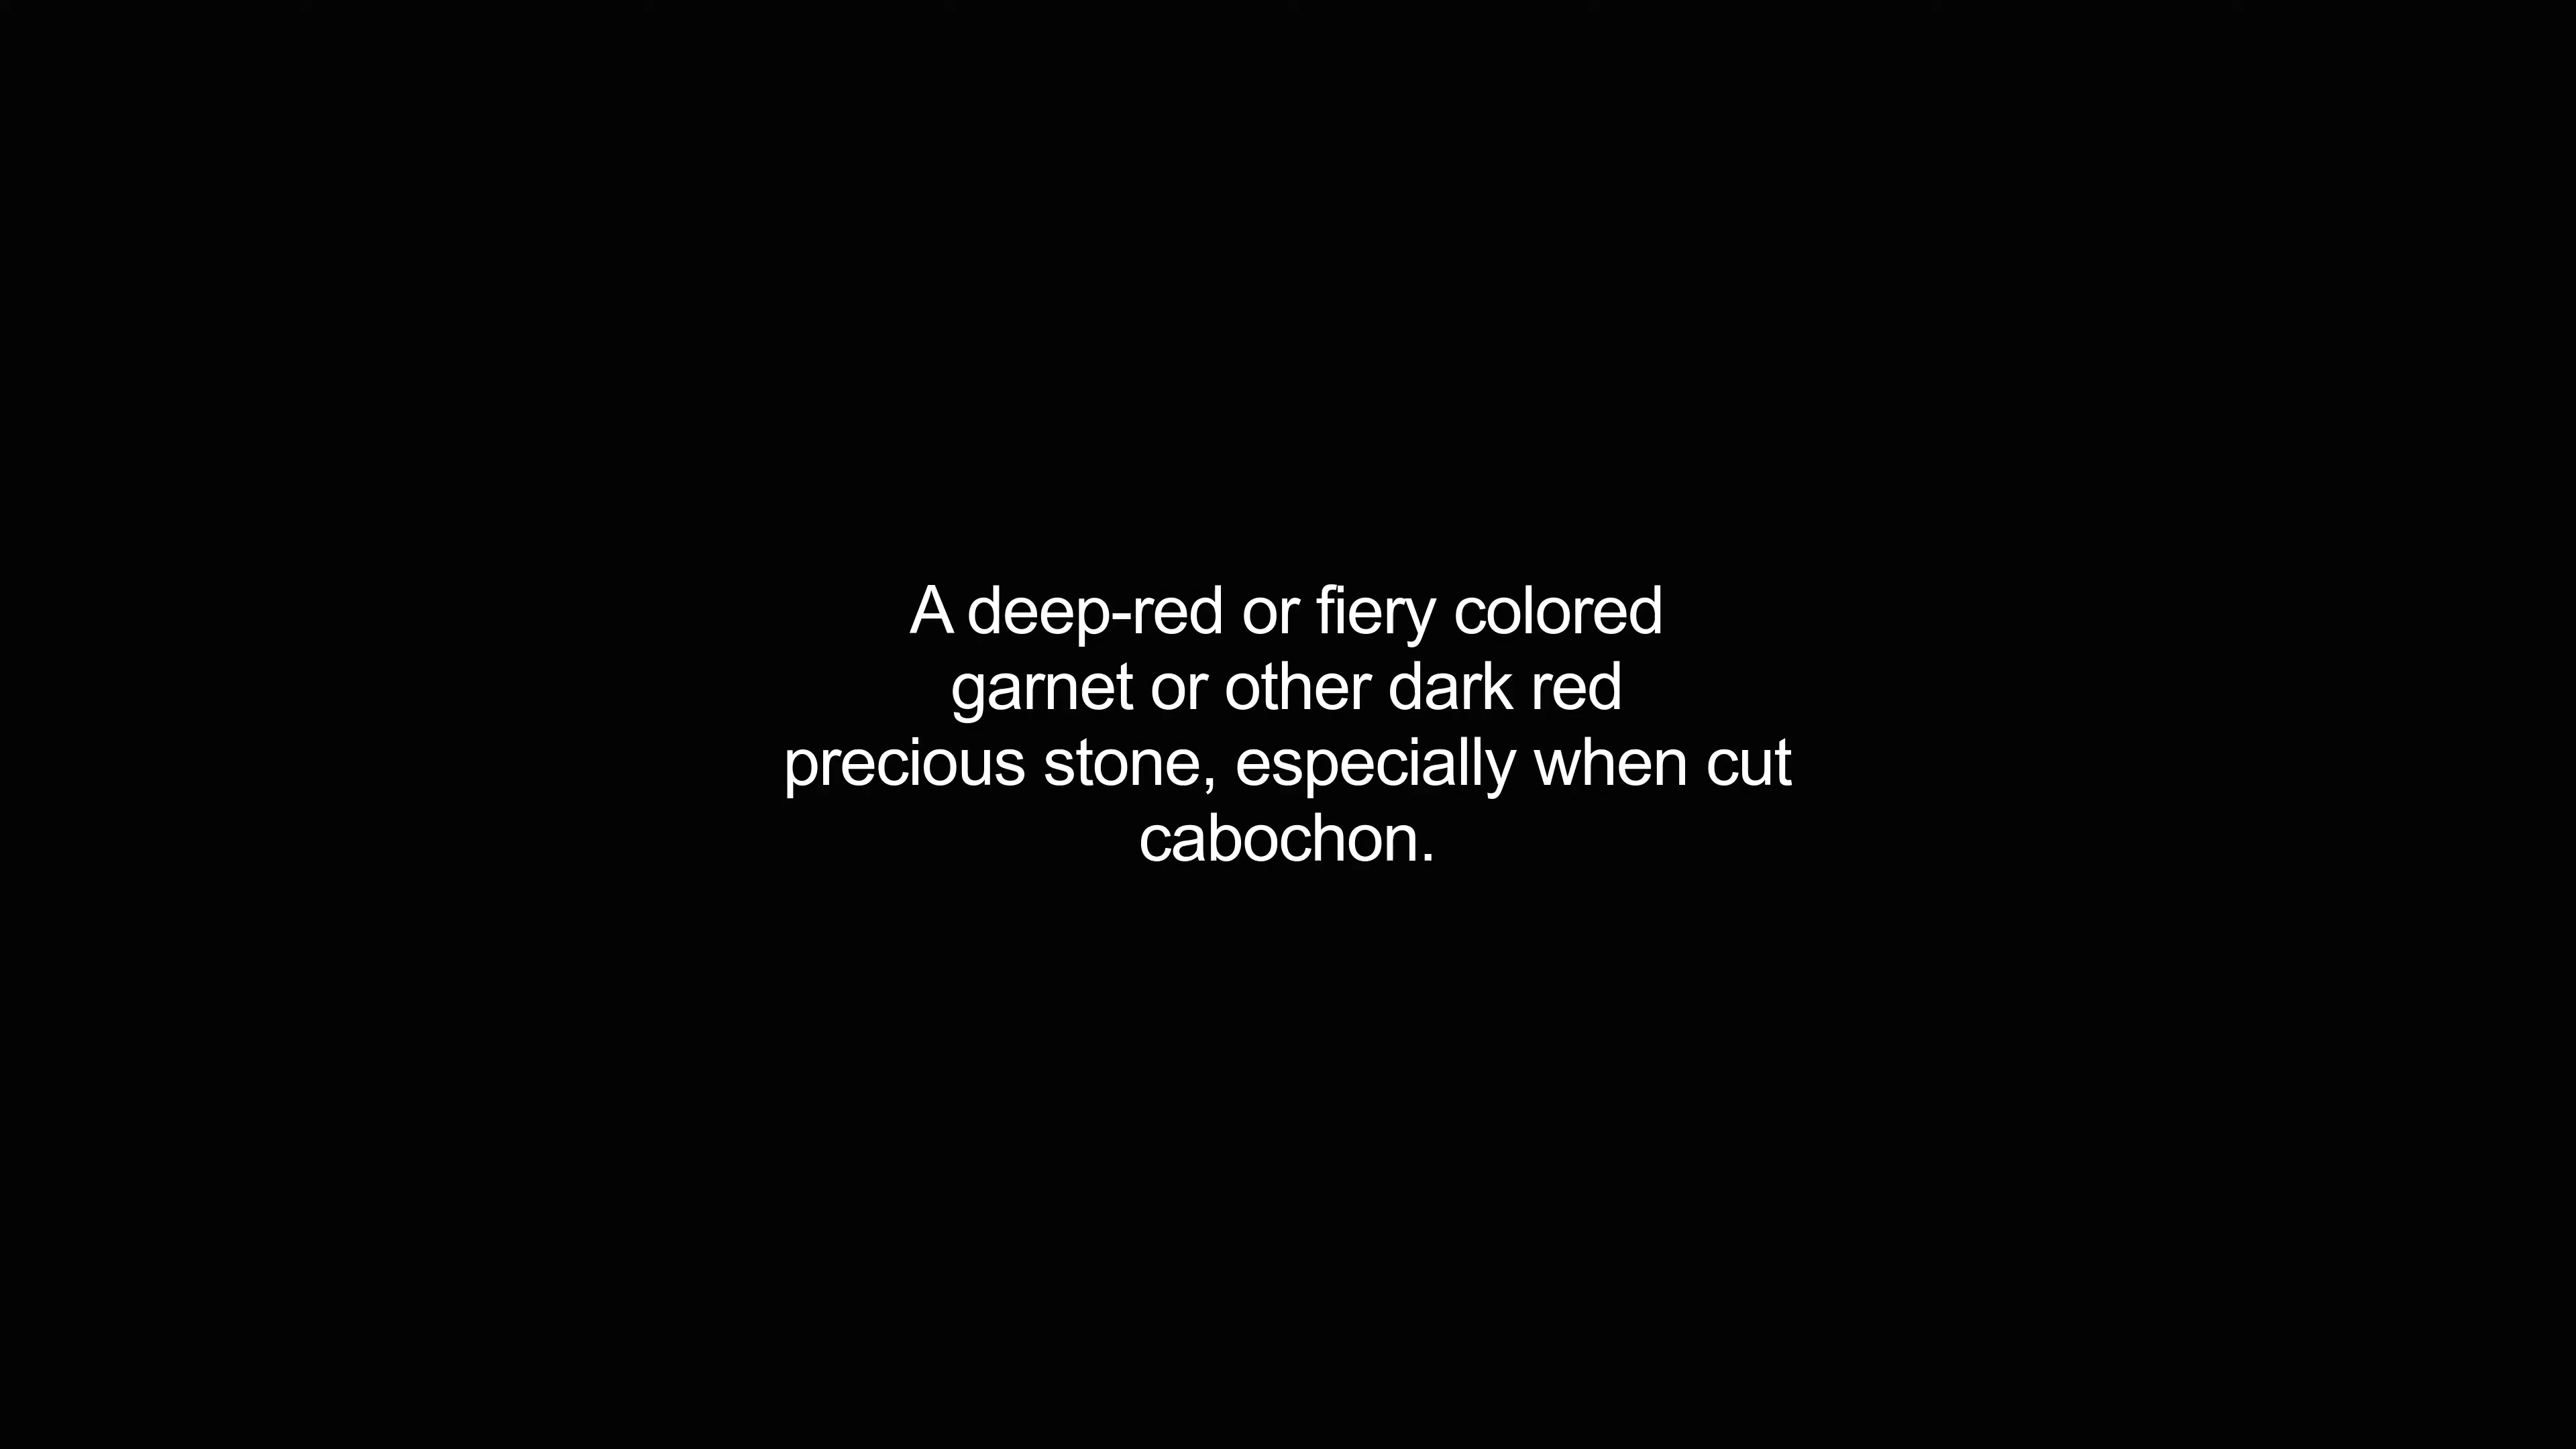 A deep-red or fiery colored
garnet or other dark red
precious stone, especially when cut
cabochon.